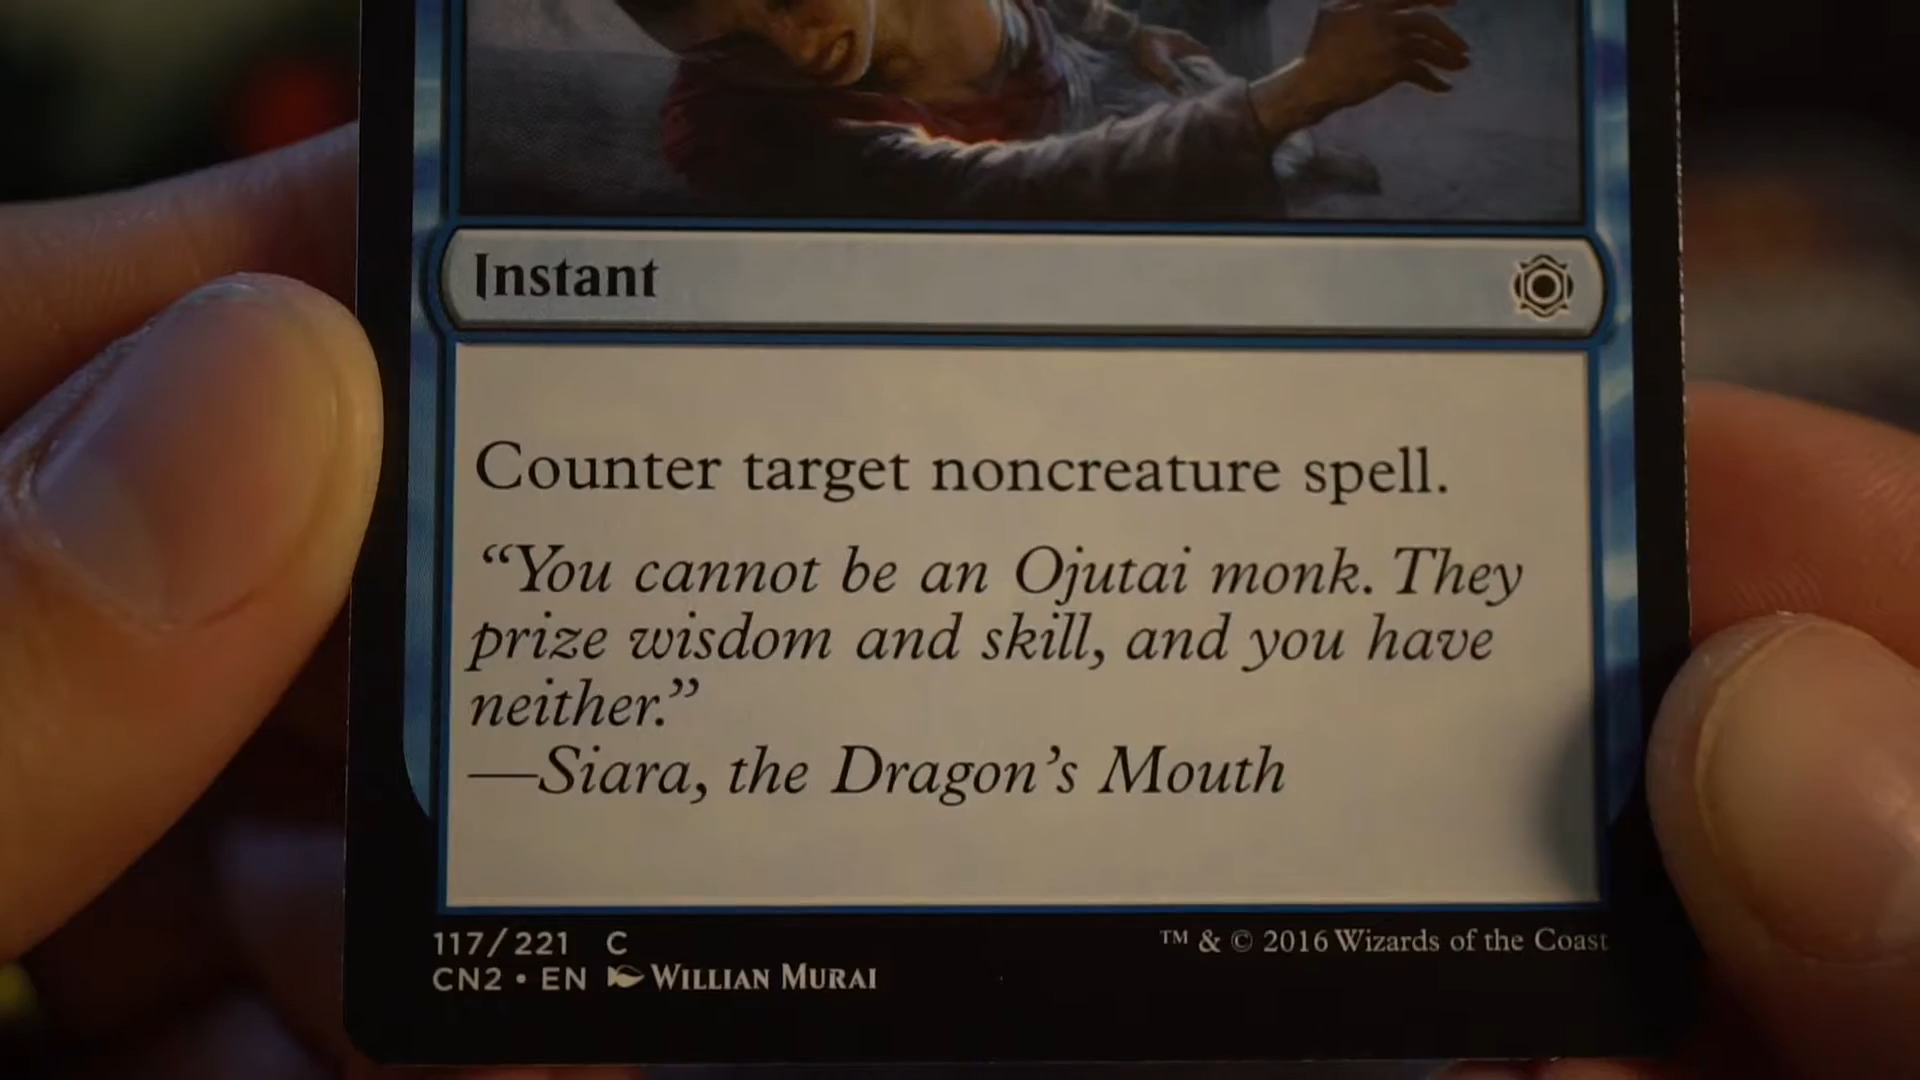 Instant
Counter target noncreature spell.
“You cannot be an Ojutai monk. They
prize wisdom and skill, and you have
neither.”
—Siara, the Dragon’s Mouth
117/221 C
™ & © 2016 Wizards of the Coast
CN2 • EN WILLIAN MURAI